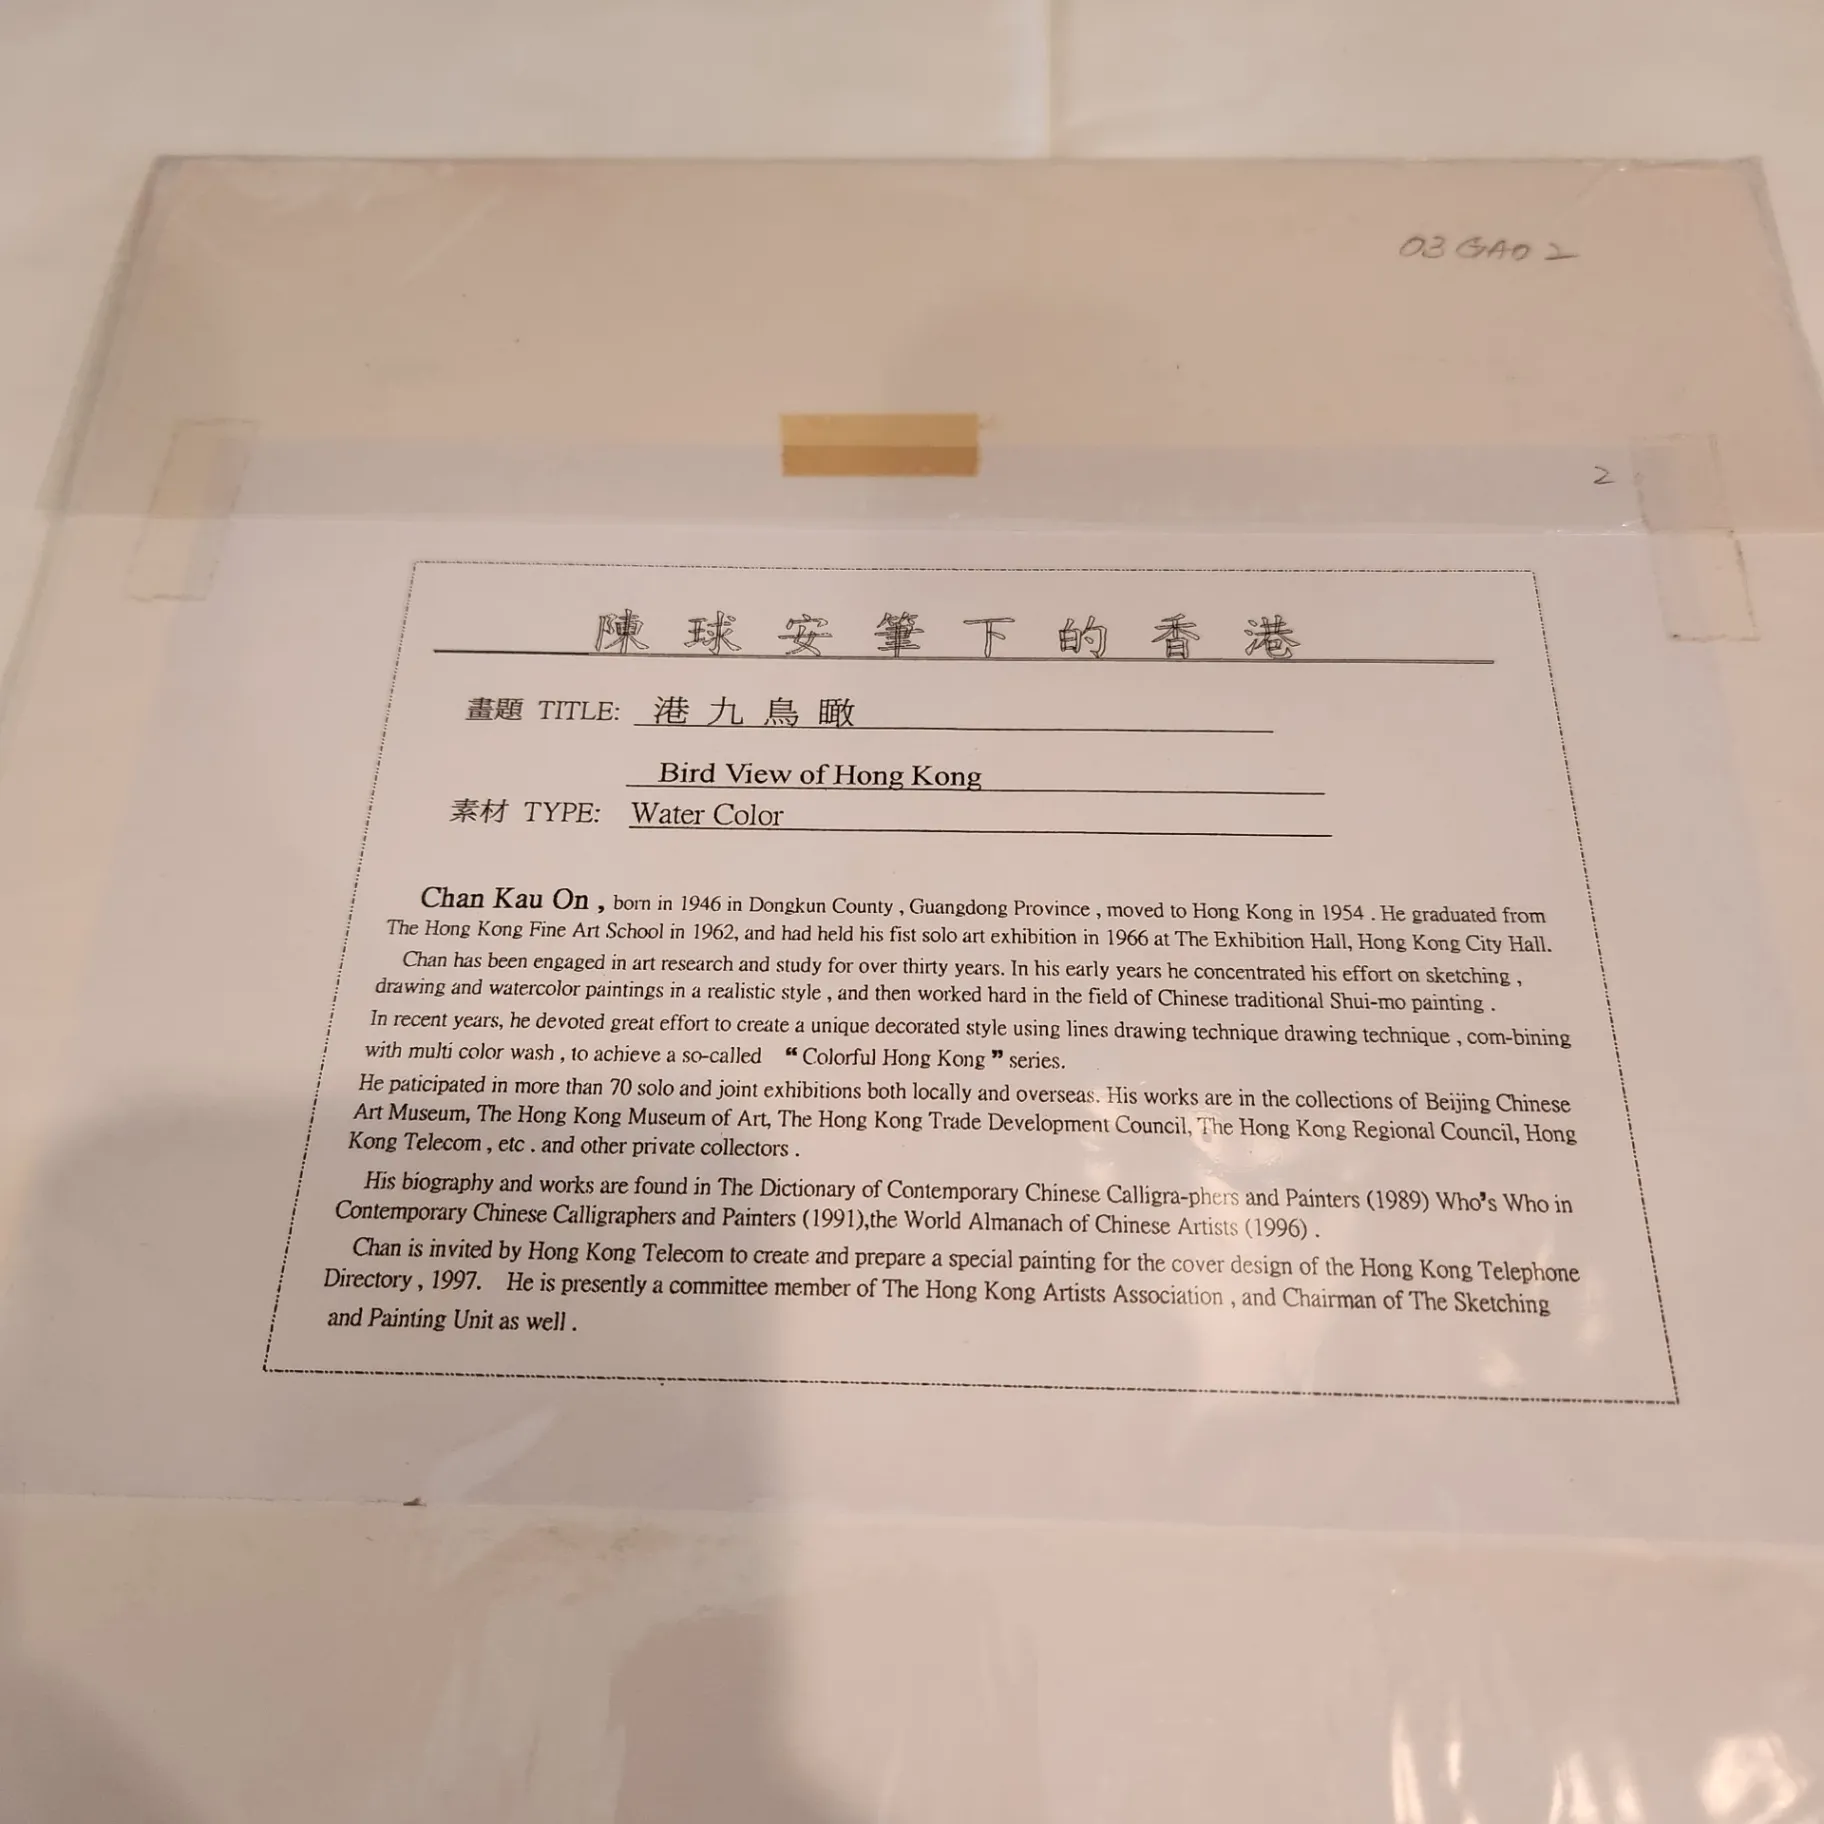 03GA02
2
陳球安筆下的香港
畫題 TITLE: 港九鳥瞰
Bird View of Hong Kong
素材 TYPE: Water Color
Chan Kau On , born in 1946 in Dongkun County , Guangdong Province , moved to Hong Kong in 1954 . He graduated from
The Hong Kong Fine Art School in 1962, and had held his fist solo art exhibition in 1966 at The Exhibition Hall, Hong Kong City Hall.
Chan has been engaged in art research and study for over thirty years. In his early years he concentrated his effort on sketching ,
drawing and watercolor paintings in a realistic style , and then worked hard in the field of Chinese traditional Shui-mo painting .
In recent years, he devoted great effort to create a unique decorated style using lines drawing technique drawing technique , com-bining
with multi color wash , to achieve a so-called “ Colorful Hong Kong ” series.
He paticipated in more than 70 solo and joint exhibitions both locally and overseas. His works are in the collections of Beijing Chinese
Art Museum, The Hong Kong Museum of Art, The Hong Kong Trade Development Council, The Hong Kong Regional Council, Hong
Kong Telecom , etc . and other private collectors .
His biography and works are found in The Dictionary of Contemporary Chinese Calligra-phers and Painters (1989) Who's Who in
Contemporary Chinese Calligraphers and Painters (1991),the World Almanach of Chinese Artists (1996) .
Chan is invited by Hong Kong Telecom to create and prepare a special painting for the cover design of the Hong Kong Telephone
Directory , 1997. He is presently a committee member of The Hong Kong Artists Association , and Chairman of The Sketching
and Painting Unit as well .